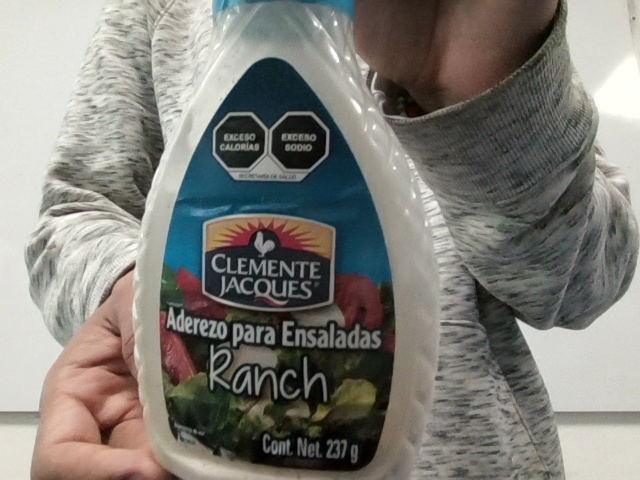 EXCESO CALORÍAS
EXCESO SODIO
SECRETARÍA DE SALUD
CLEMENTE
JACQUES
Aderezo para Ensaladas
Ranch
Cont. Net. 237 g